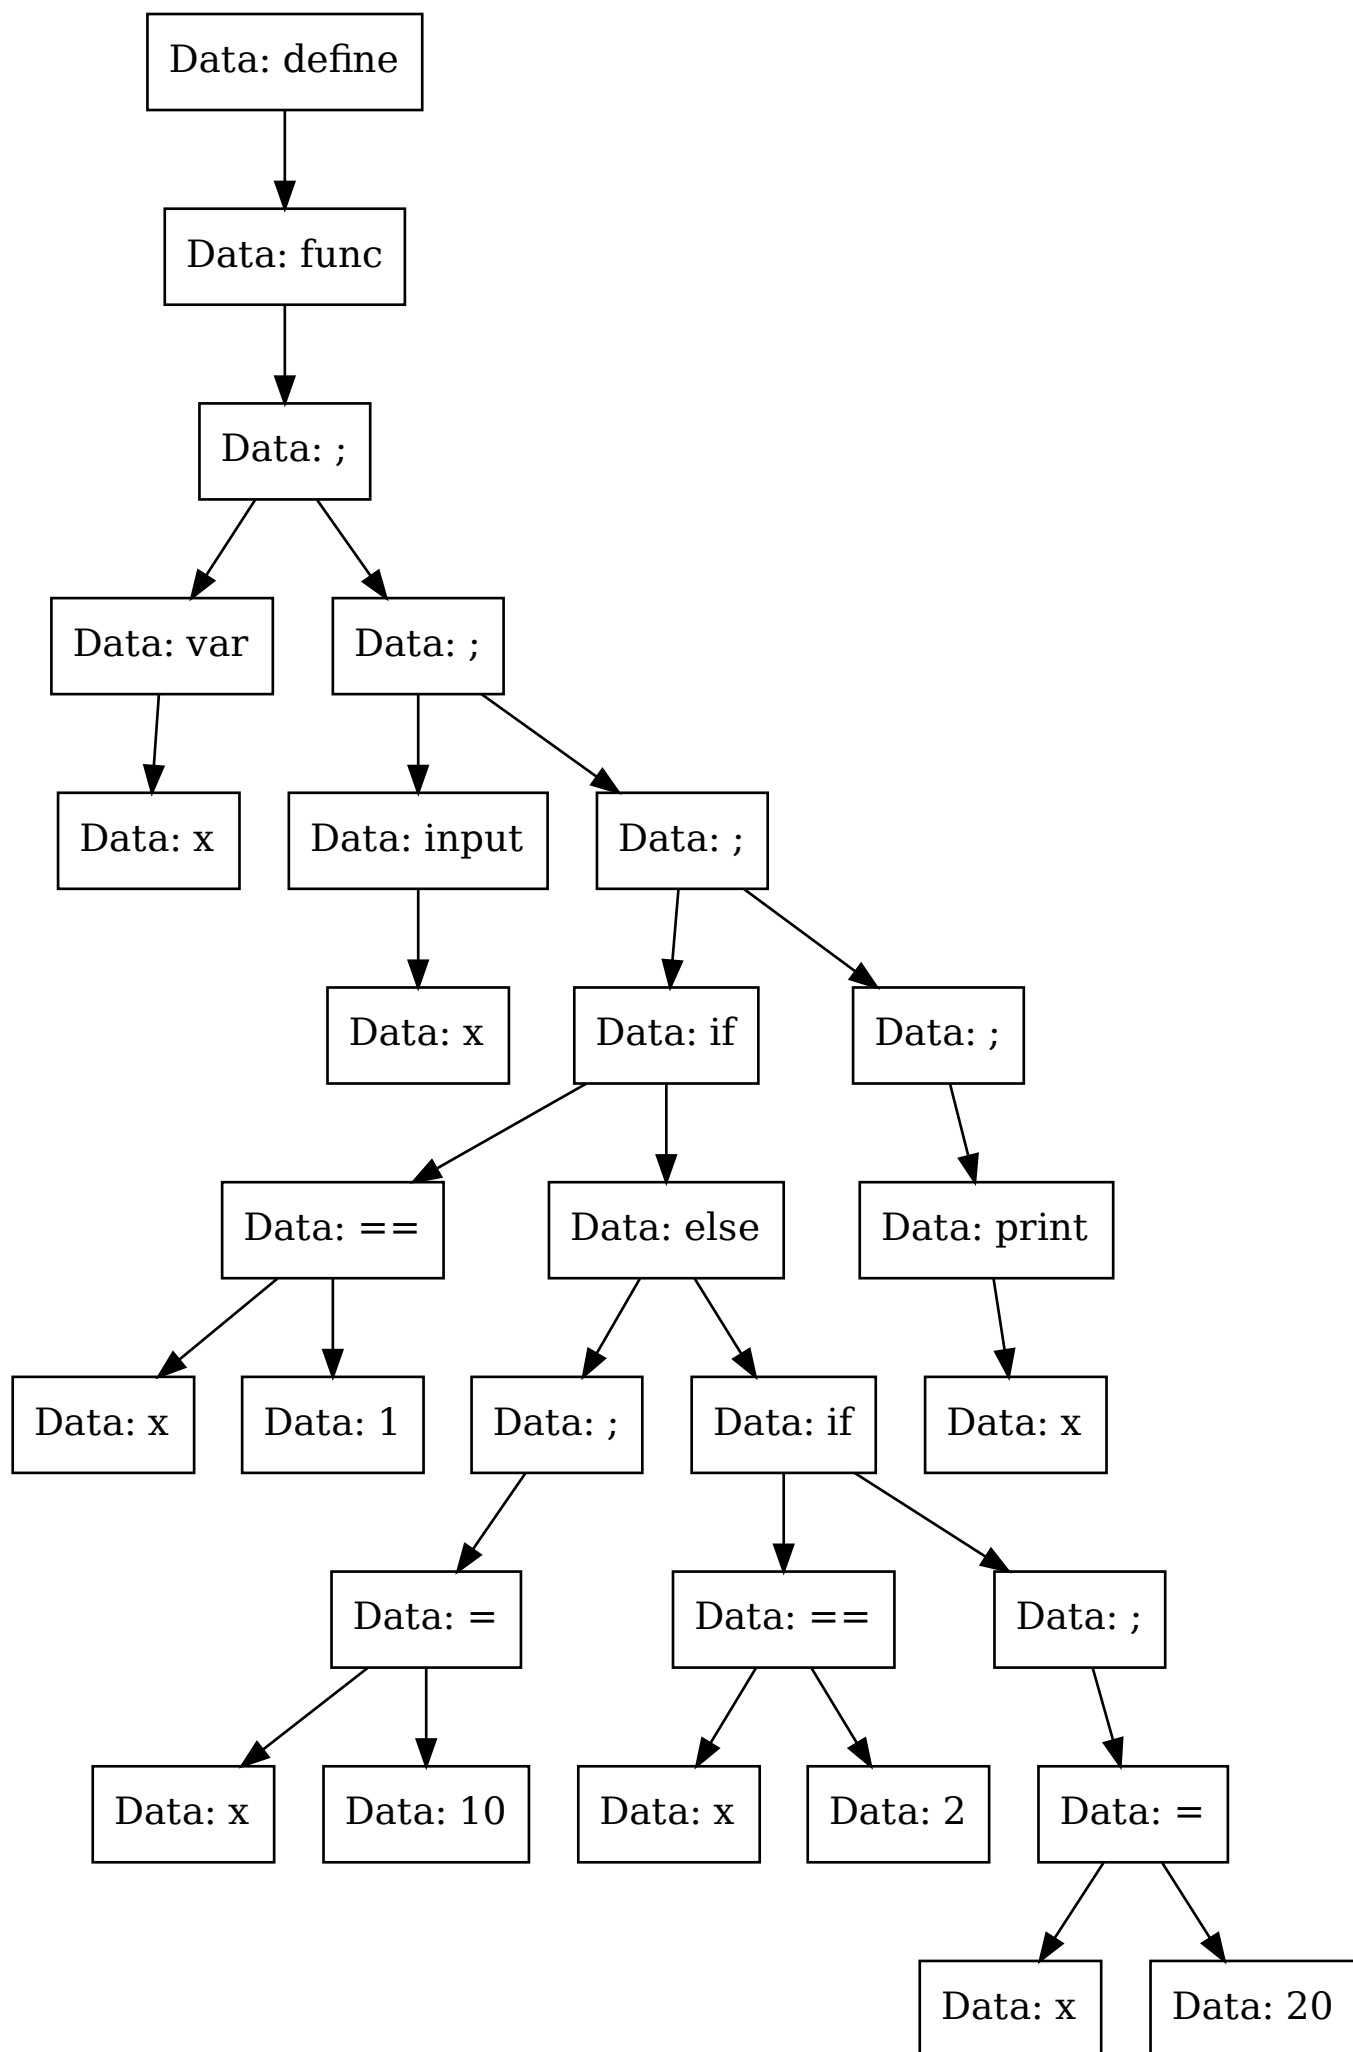 Data: define
Data: func
Data: ;
Data: var
Data: ;
Data: x
Data: input
Data: ;
Data: x
Data: if
Data: ;
Data: ==
Data: else
Data: print
Data: x
Data: 1
Data: ;
Data: if
Data: x
Data: =
Data: ==
Data: ;
Data: x
Data: 10
Data: x
Data: 2
Data: =
Data: x
Data: 20